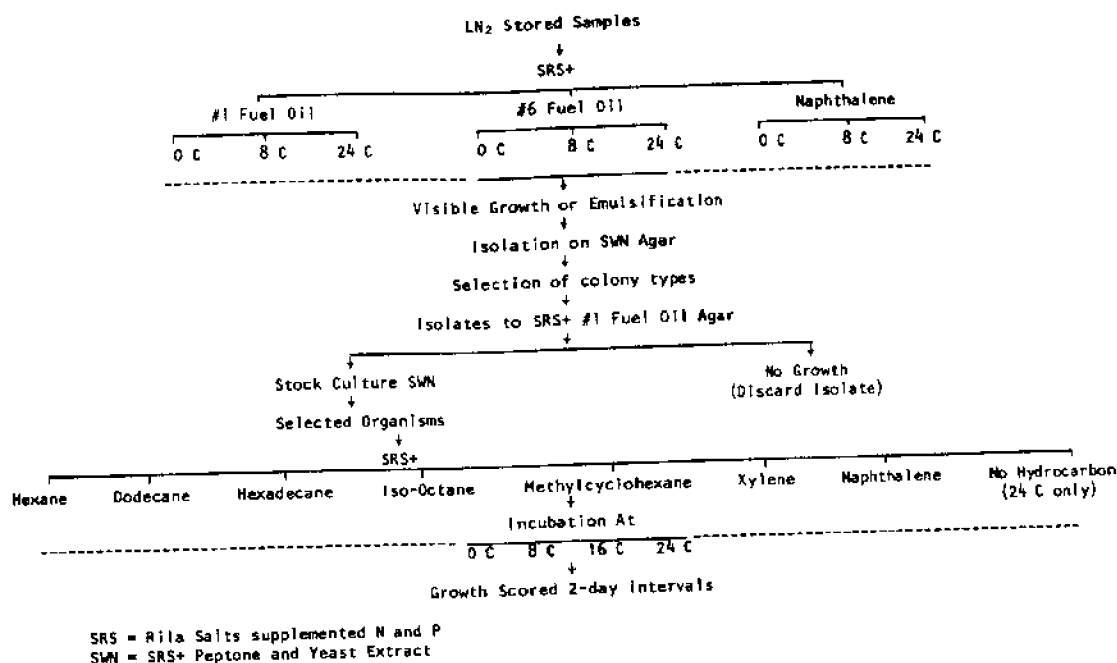 LN₂ Stored Samples
SRS+
#1 Fuel Oil #6 Fuel Oil Naphthalene
0 C 8 C 24 C 0 C 8 C 24 C 0 C 8 C 24 C
Visible Growth or Emulsification
Isolation on SWN Agar
Selection of colony types
Isolates to SRS+ #1 Fuel Oil Agar
Stock Culture SWN
No Growth
(Discard Isolate)
Selected Organisms
SRS+
Hexane Dodecane Hexadecane Iso-Octane Methylcyclohexane Xylene Naphthalene No Hydrocarbon
(24 C only)
Incubation At
0 C 8 C 16 C 24 C
Growth Scored 2-day intervals
SRS = Rila Salts supplemented N and P
SWN = SRS+ Peptone and Yeast Extract